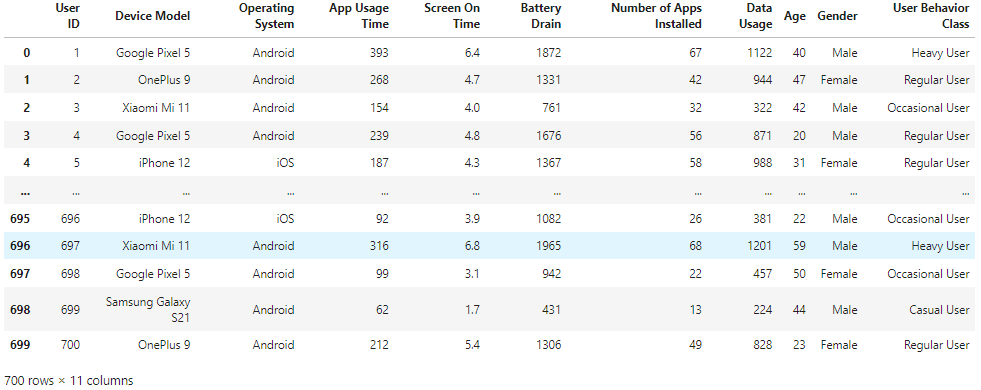 User ID Device Model Operating System App Usage Time Screen On Time Battery Drain Number of Apps Installed Data Usage Age Gender User Behavior Class
0 1 Google Pixel 5 Android 393 6.4 1872 67 1122 40 Male Heavy User
1 2 OnePlus 9 Android 268 4.7 1331 42 944 47 Female Regular User
2 3 Xiaomi Mi 11 Android 154 4.0 761 32 322 42 Male Occasional User
3 4 Google Pixel 5 Android 239 4.8 1676 56 871 20 Male Regular User
4 5 iPhone 12 iOS 187 4.3 1367 58 988 31 Female Regular User
... ... ... ... ... ... ... ... ... ... ... ...
695 696 iPhone 12 iOS 92 3.9 1082 26 381 22 Male Occasional User
696 697 Xiaomi Mi 11 Android 316 6.8 1965 68 1201 59 Male Heavy User
697 698 Google Pixel 5 Android 99 3.1 942 22 457 50 Female Occasional User
698 699 Samsung Galaxy S21 Android 62 1.7 431 13 224 44 Male Casual User
699 700 OnePlus 9 Android 212 5.4 1306 49 828 23 Female Regular User
700 rows × 11 columns